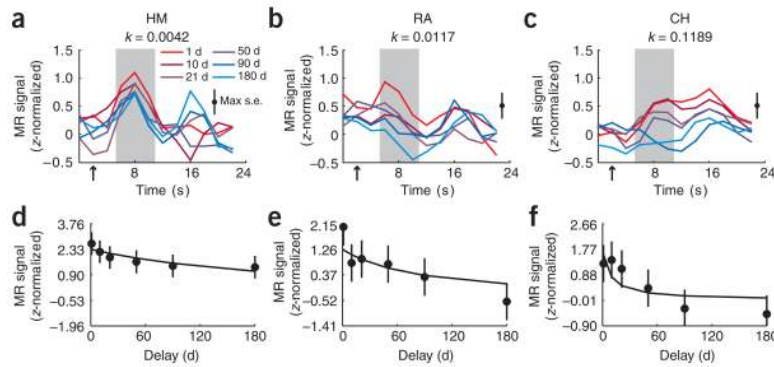 a HM
k = 0.0042
MR signal
(z-normalized)
1.5
1.0
0.5
0
−0.5
1 d 50 d
10 d 90 d
21 d 180 d
Max s.e.
0 8 16 24
Time (s)
b RA
k = 0.0117
MR signal
(z-normalized)
1.5
1.0
0.5
0
−0.5
0 8 16 24
Time (s)
c CH
k = 0.1189
MR signal
(z-normalized)
1.5
1.0
0.5
0
−0.5
0 8 16 24
Time (s)
d
MR signal
(z-normalized)
3.76
2.33
0.90
−0.53
−1.96
0 60 120 180
Delay (d)
e
MR signal
(z-normalized)
2.15
1.26
0.37
−0.52
−1.41
0 60 120 180
Delay (d)
f
MR signal
(z-normalized)
2.66
1.77
0.88
−0.01
−0.90
0 60 120 180
Delay (d)